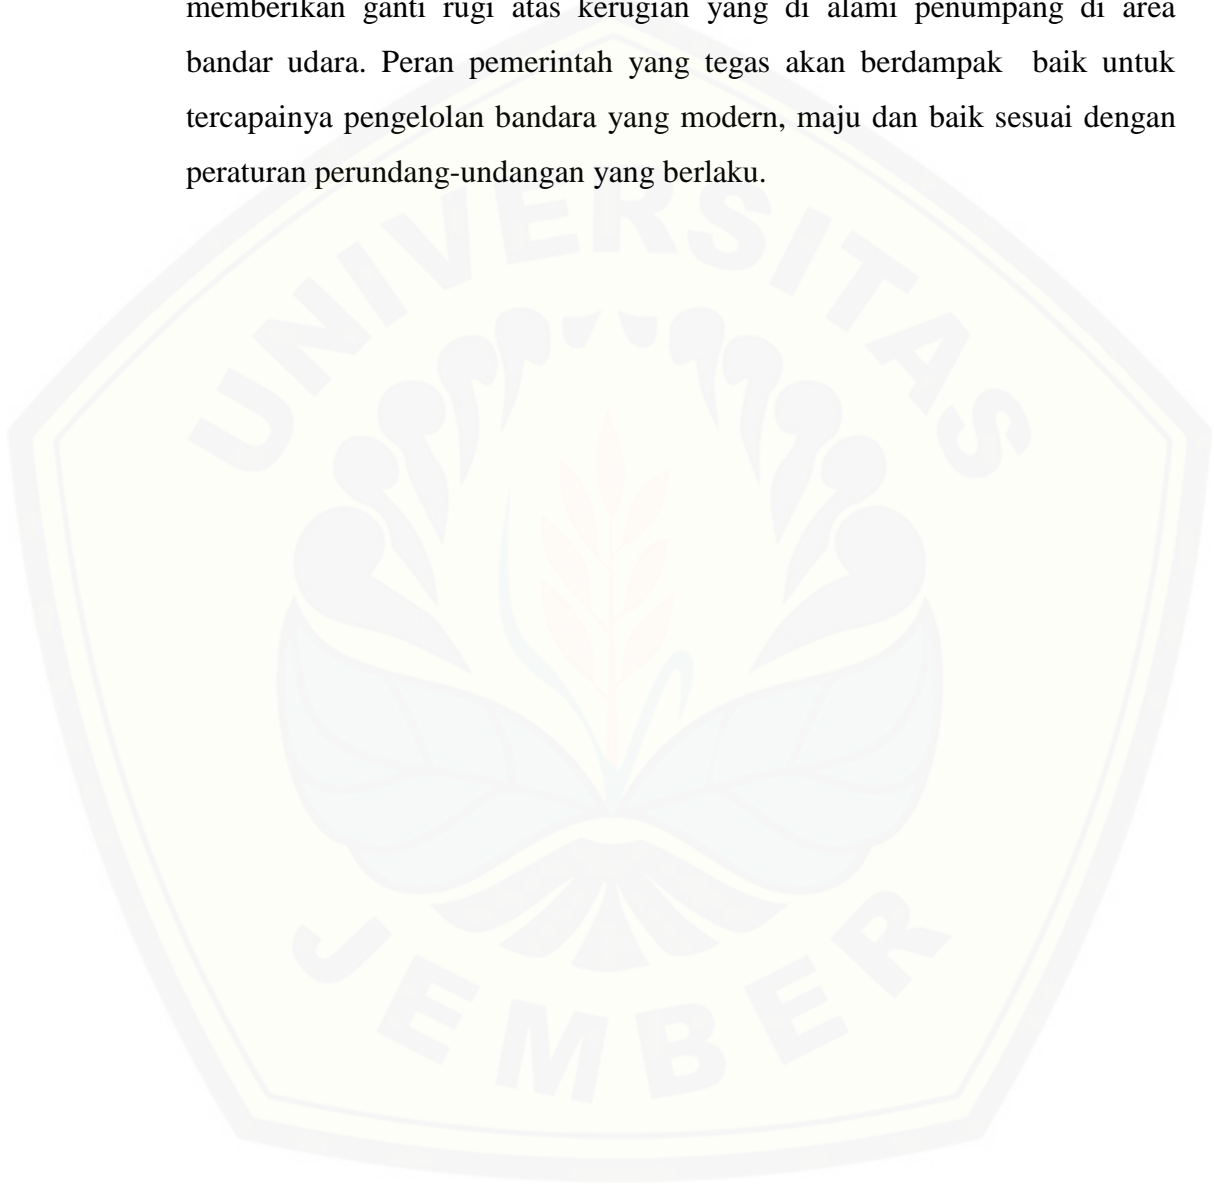 memberikan ganti rugi atas kerugian yang di alami penumpang di area
bandar udara. Peran pemerintah yang tegas akan berdampak  baik untuk
tercapainya pengelolan bandara yang modern, maju dan baik sesuai dengan
peraturan perundang-undangan yang berlaku.
UNIVERSITAS
JEMBER